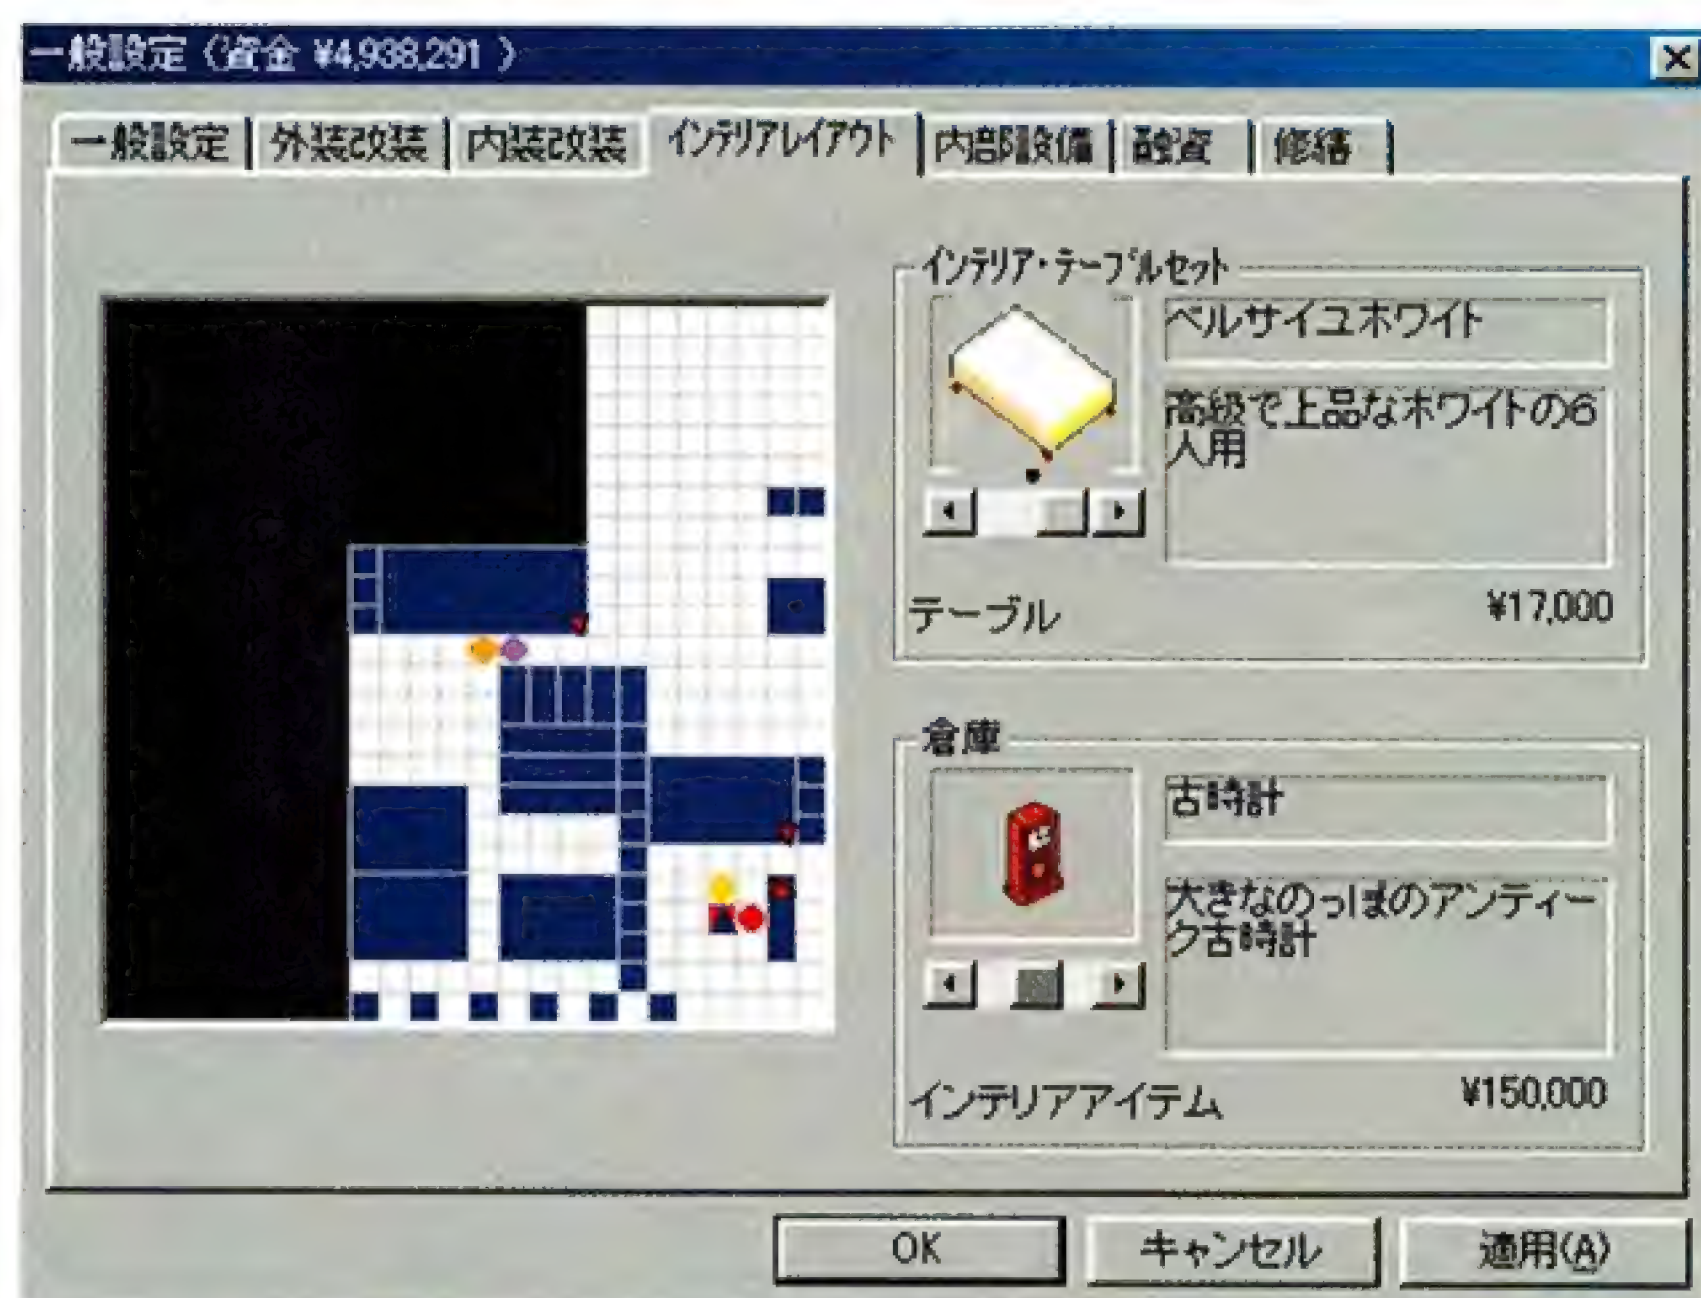 一般設定（資金 ¥4,938,291 ）
一般設定 外装改装 内装改装 インテリアレイアウト 内部設備 融資 修繕
インテリア・テーブルセット
ベルサイユホワイト
高級で上品なホワイトの6
人用
テーブル ¥17,000
倉庫
古時計
大きなのっぽのアンティー
ク古時計
インテリアアイテム ¥150,000
OK キャンセル 適用(A)